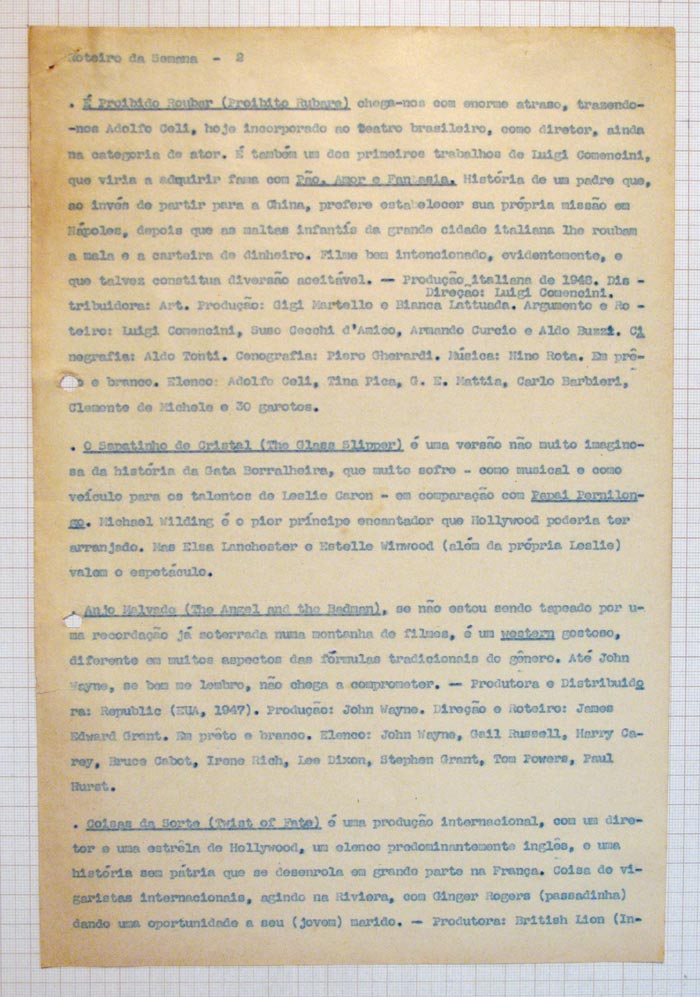 Roteiro da Semana - 2
. É Proibido Roubar (Proibito Rubare) chega-nos com enorme atraso, trazendo-
-nos Adolfo Celi, hoje incorporado ao teatro brasileiro, como diretor, ainda
na categoria de ator. É também um dos primeiros trabalhos de Luigi Comencini,
que viria a adquirir fama com Pão, Amor e Fantasia. História de um padre que,
ao invés de partir para a China, prefere estabelecer sua própria missão em
Nápoles, depois que as maltas infantís da grande cidade italiana lhe roubam
a mala e a carteira de dinheiro. Filme bem intencionado, evidentemente, e
que talvez constitua diversão aceitável. — Produção italiana de 1948. Dis-
Direção: Luigi Comencini.
tribuidora: Art. Produção: Gigi Martello e Bianca Lattuada. Argumento e Ro-
teiro: Luigi Comencini, Suso Cecchi d'Amico, Armando Curcio e Aldo Buzzi. Ci
nografia: Aldo Tonti. Cenografia: Piero Gherardi. Música: Nino Rota. Em prê-
to e branco. Elenco: Adolfo Celi, Tina Pica, G. E. Mattia, Carlo Barbieri,
Clemente de Michele e 30 garotos.
. O Sapatinho de Cristal (The Glass Slipper) é uma versão não muito imagino-
sa da história da Gata Borralheira, que muito sofre - como musical e como
veículo para os talentos de Leslie Caron - em comparação com Papai Pernilon-
go. Michael Wilding é o pior príncipe encantador que Hollywood poderia ter
arranjado. Mas Elsa Lanchester e Estelle Winwood (além da própria Leslie)
valem o espetáculo.
. Anjo Malvado (The Angel and the Badman), se não estou sendo tapeado por u-
ma recordação já soterrada numa montanha de filmes, é um western gostoso,
diferente em muitos aspectos das fórmulas tradicionais do gênero. Até John
Wayne, se bem me lembro, não chega a comprometer. — Produtora e Distribuido
ra: Republic (EUA, 1947). Produção: John Wayne. Direção e Roteiro: James
Edward Grant. Em prêto e branco. Elenco: John Wayne, Gail Russell, Harry Ca-
rey, Bruce Cabot, Irene Rich, Lee Dixon, Stephen Grant, Tom Powers, Paul
Hurst.
. Coisas da Sorte (Twist of Fate) é uma produção internacional, com um dire-
tor e uma estrêla de Hollywood, um elenco predominantemente inglês, e uma
história sem pátria que se desenrola em grande parte na França. Coisa de vi-
garistas internacionais, agindo na Riviera, com Ginger Rogers (passadinha)
dando uma oportunidade a seu (jovem) marido. — Produtora: British Lion (In-